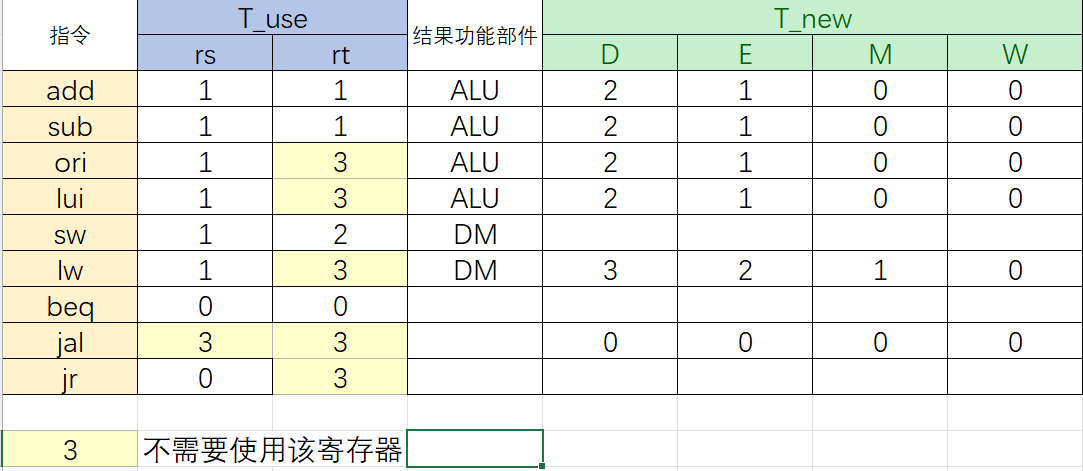 指令 T_use 结果功能部件 T_new
rs rt D E M W
add 1 1 ALU 2 1 0 0
sub 1 1 ALU 2 1 0 0
ori 1 3 ALU 2 1 0 0
lui 1 3 ALU 2 1 0 0
sw 1 2 DM
lw 1 3 DM 3 2 1 0
beq 0 0
jal 3 3 0 0 0 0
jr 0 3
3 不需要使用该寄存器